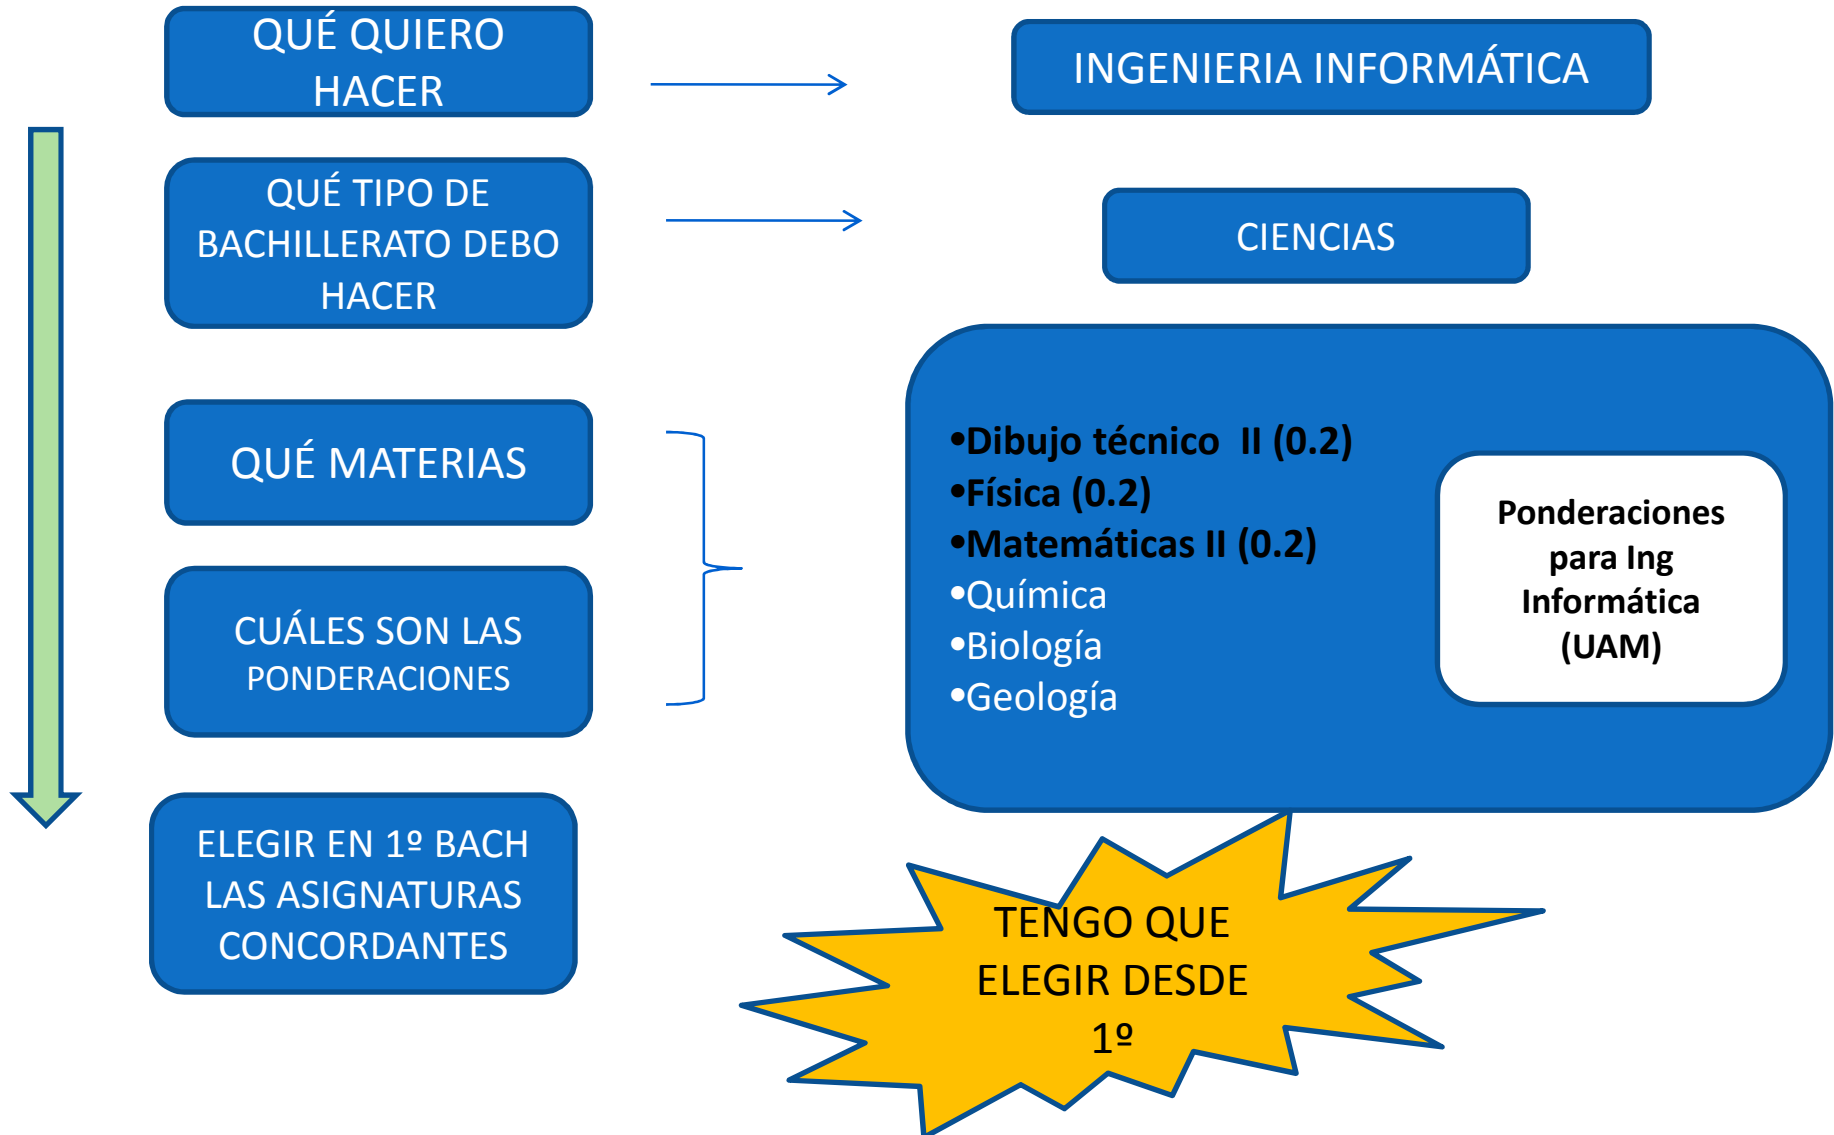 QUÉ QUIERO
HACER
INGENIERIA INFORMÁTICA
QUÉ TIPO DE
BACHILLERATO DEBO
HACER
CIENCIAS
QUÉ MATERIAS
CUÁLES SON LAS
PONDERACIONES
•Dibujo técnico II (0.2)
•Física (0.2)
•Matemáticas II (0.2)
•Química
•Biología
•Geología
Ponderaciones
para Ing
Informática
(UAM)
ELEGIR EN 1º BACH
LAS ASIGNATURAS
CONCORDANTES
TENGO QUE
ELEGIR DESDE
1º